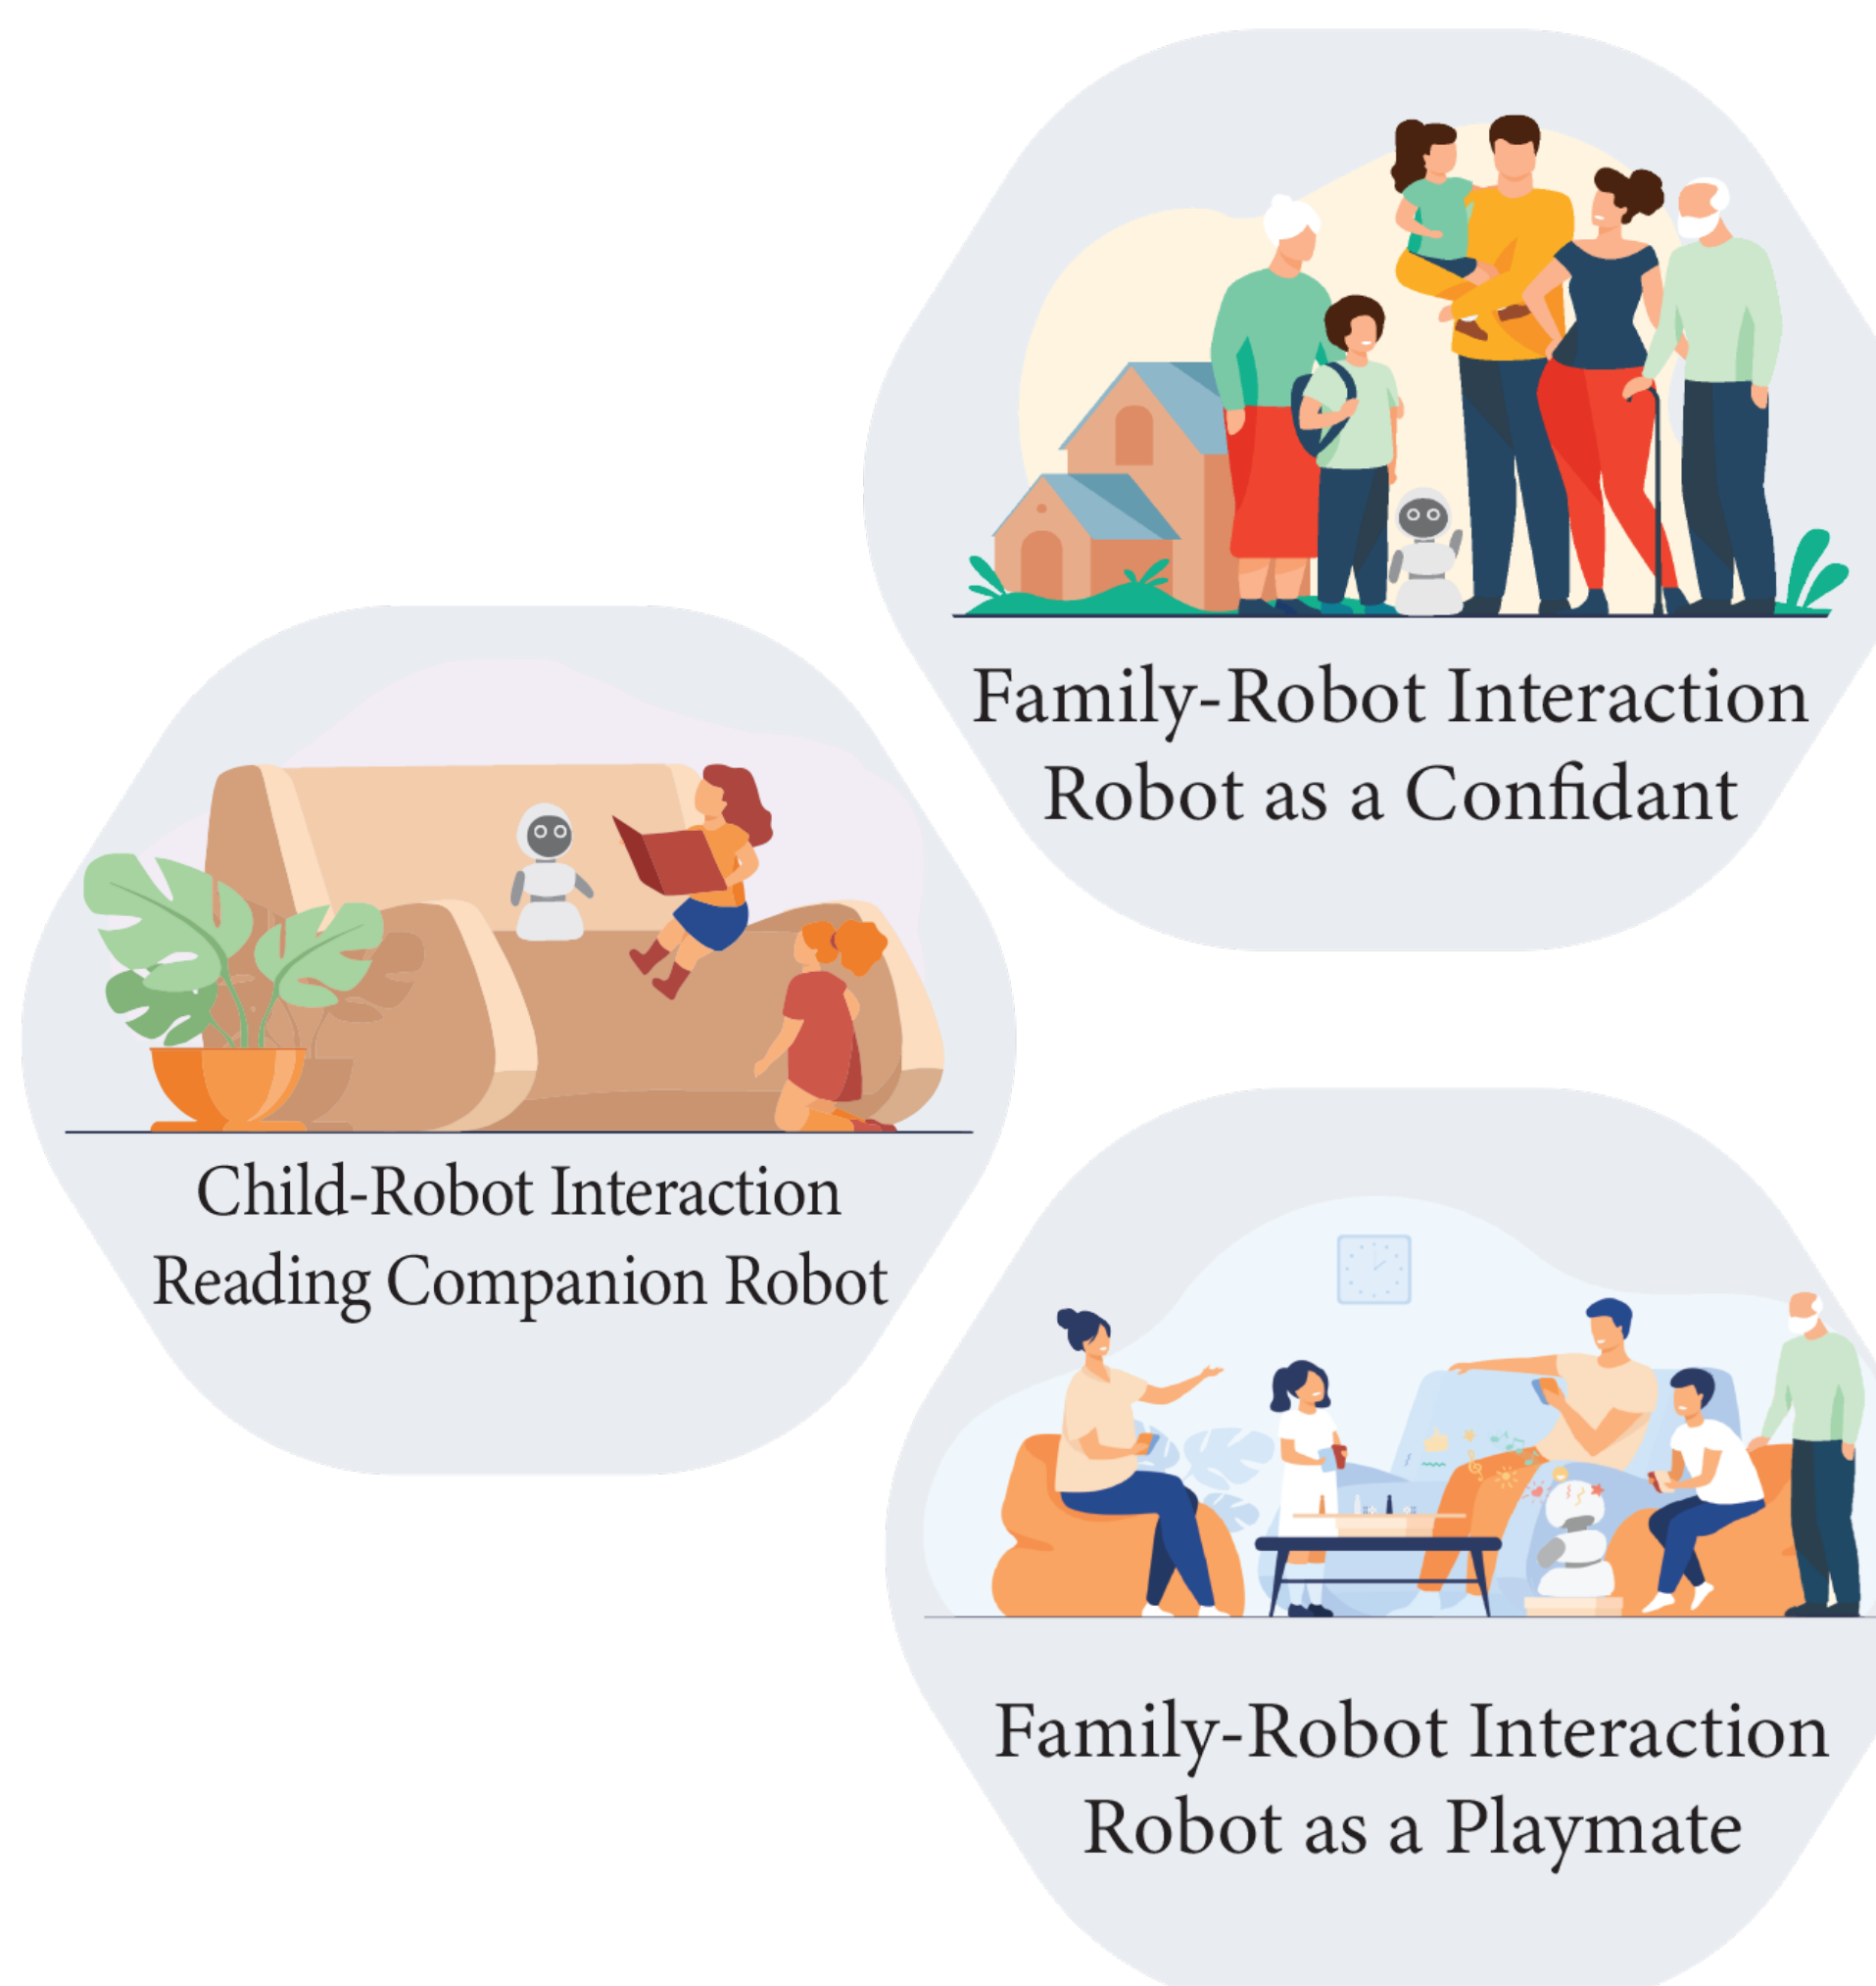 Family-Robot Interaction
Robot as a Confidant
Child-Robot Interaction
Reading Companion Robot
Family-Robot Interaction
Robot as a Playmate